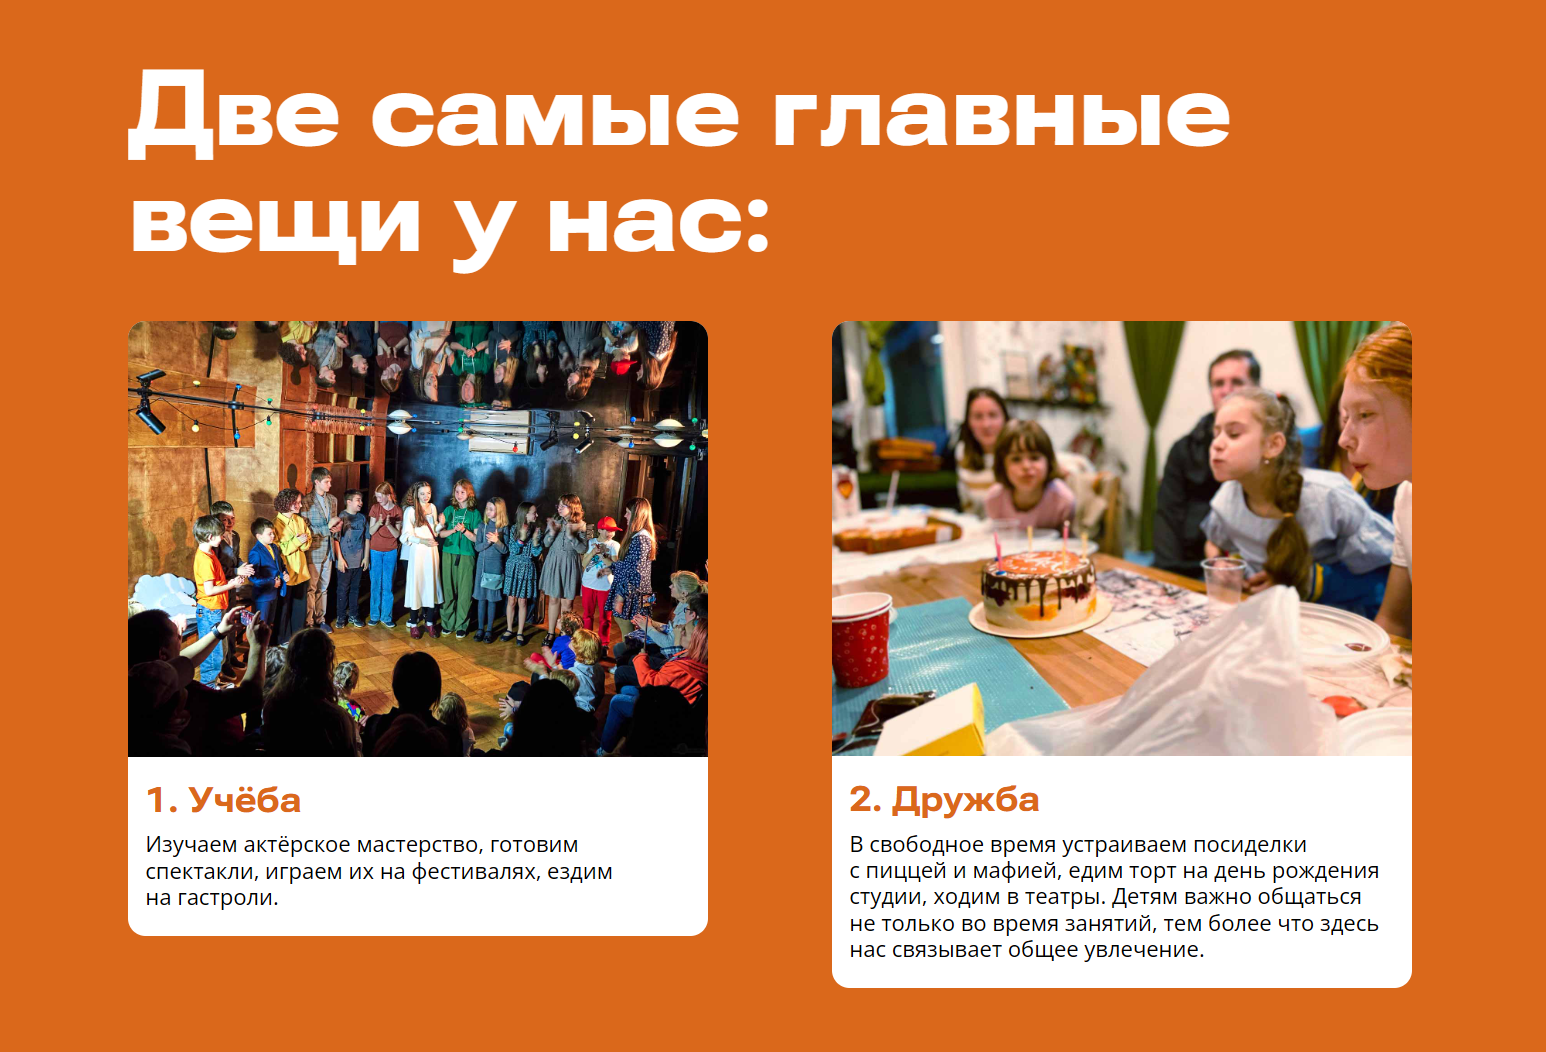 Две самые главные
вещи у нас:
1. Учёба
Изучаем актёрское мастерство, готовим
спектакли, играем их на фестивалях, ездим
на гастроли.
2. Дружба
В свободное время устраиваем посиделки
с пиццей и мафией, едим торт на день рождения
студии, ходим в театры. Детям важно общаться
не только во время занятий, тем более что здесь
нас связывает общее увлечение.